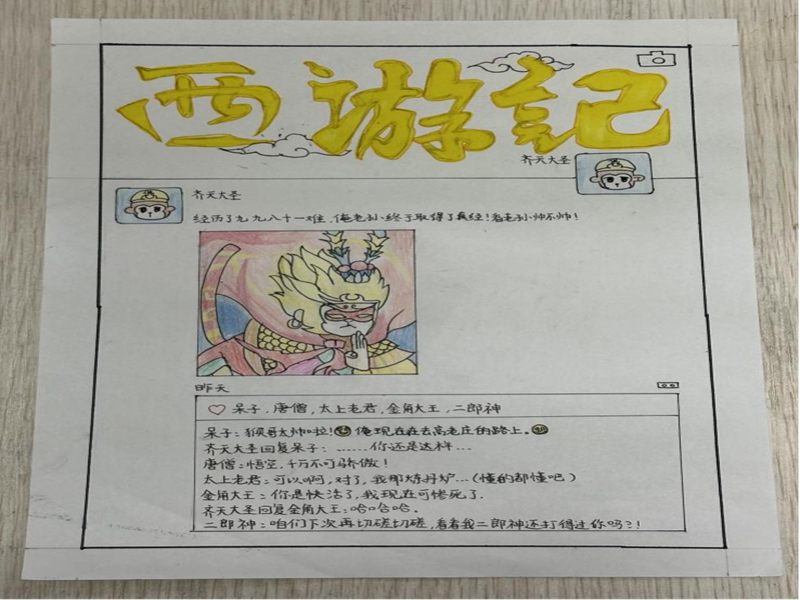 西游記
齐天大圣
齐天大圣
经历了九九八十一难,俺老孙终于取得了真经!看老孙帅不帅!
昨天
呆子,唐僧,太上老君,金角大王,二郎神
呆子:猴哥太帅啦!俺现在在去高老庄的路上。
齐天大圣回复呆子:……你还是这样…
唐僧:悟空,千万不可骄傲!
太上老君:可以啊,对了,我那炼丹炉…(懂的都懂吧)
金角大王:你是快活了,我现在可惨死了.
齐天大圣回复金角大王:哈哈哈.
二郎神:咱们下次再切磋切磋,看看我二郎神还打得过你吗?!